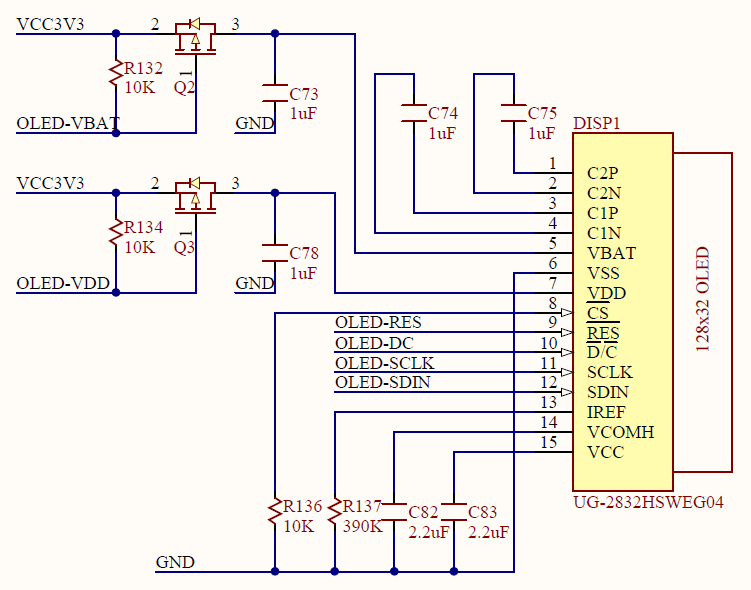 VCC3V3
2
3
R132
10K
Q2
1
C73
1uF
OLED-VBAT
GND
C74
1uF
C75
1uF
DISP1
VCC3V3
2
3
R134
10K
Q3
1
C78
1uF
OLED-VDD
GND
1 C2P
2 C2N
3 C1P
4 C1N
5 VBAT
6 VSS
7 VDD
8 CS
OLED-RES 9 RES
OLED-DC 10 D/C
OLED-SCLK 11 SCLK
OLED-SDIN 12 SDIN
13 IREF
14 VCOMH
15 VCC
128x32 OLED
UG-2832HSWEG04
R136
10K
R137
390K
C82
2.2uF
C83
2.2uF
GND